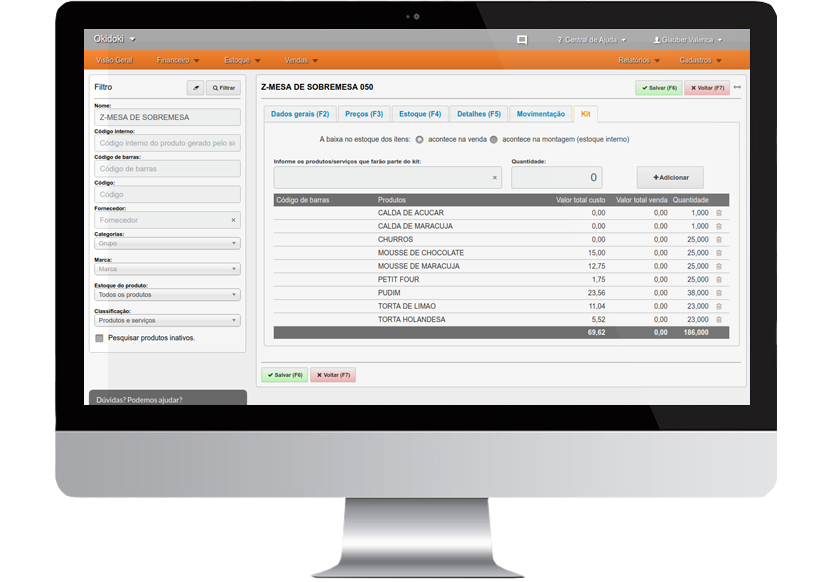 Okidoki
? Central de Ajuda
Glauber Valenca
Visão Geral Financeiro Estoque Vendas Relatórios Cadastros
Filtro
Filtrar
Nome:
Z-MESA DE SOBREMESA
Código interno:
Código interno do produto gerado pelo si
Código de barras:
Código de barras
Código:
Código
Fornecedor:
Fornecedor ×
Categorias:
Grupo
Marca:
Marca
Estoque do produto:
Todos os produtos
Classificação:
Produtos e serviços
Pesquisar produtos inativos.
Dúvidas? Podemos ajudar?
Z-MESA DE SOBREMESA 050
Salvar (F6) Voltar (F7)
Dados gerais (F2) Preços (F3) Estoque (F4) Detalhes (F5) Movimentação Kit
A baixa no estoque dos itens: acontece na venda acontece na montagem (estoque interno)
Informe os produtos/serviços que farão parte do kit: Quantidade:
× 0 +Adicionar
Código de barras Produtos Valor total custo Valor total venda Quantidade
CALDA DE ACUCAR 0,00 0,00 1,000
CALDA DE MARACUJA 0,00 0,00 1,000
CHURROS 0,00 0,00 25,000
MOUSSE DE CHOCOLATE 15,00 0,00 25,000
MOUSSE DE MARACUJA 12,75 0,00 25,000
PETIT FOUR 1,75 0,00 25,000
PUDIM 23,56 0,00 38,000
TORTA DE LIMAO 11,04 0,00 23,000
TORTA HOLANDESA 5,52 0,00 23,000
69,62 0,00 186,000
Salvar (F6) Voltar (F7)